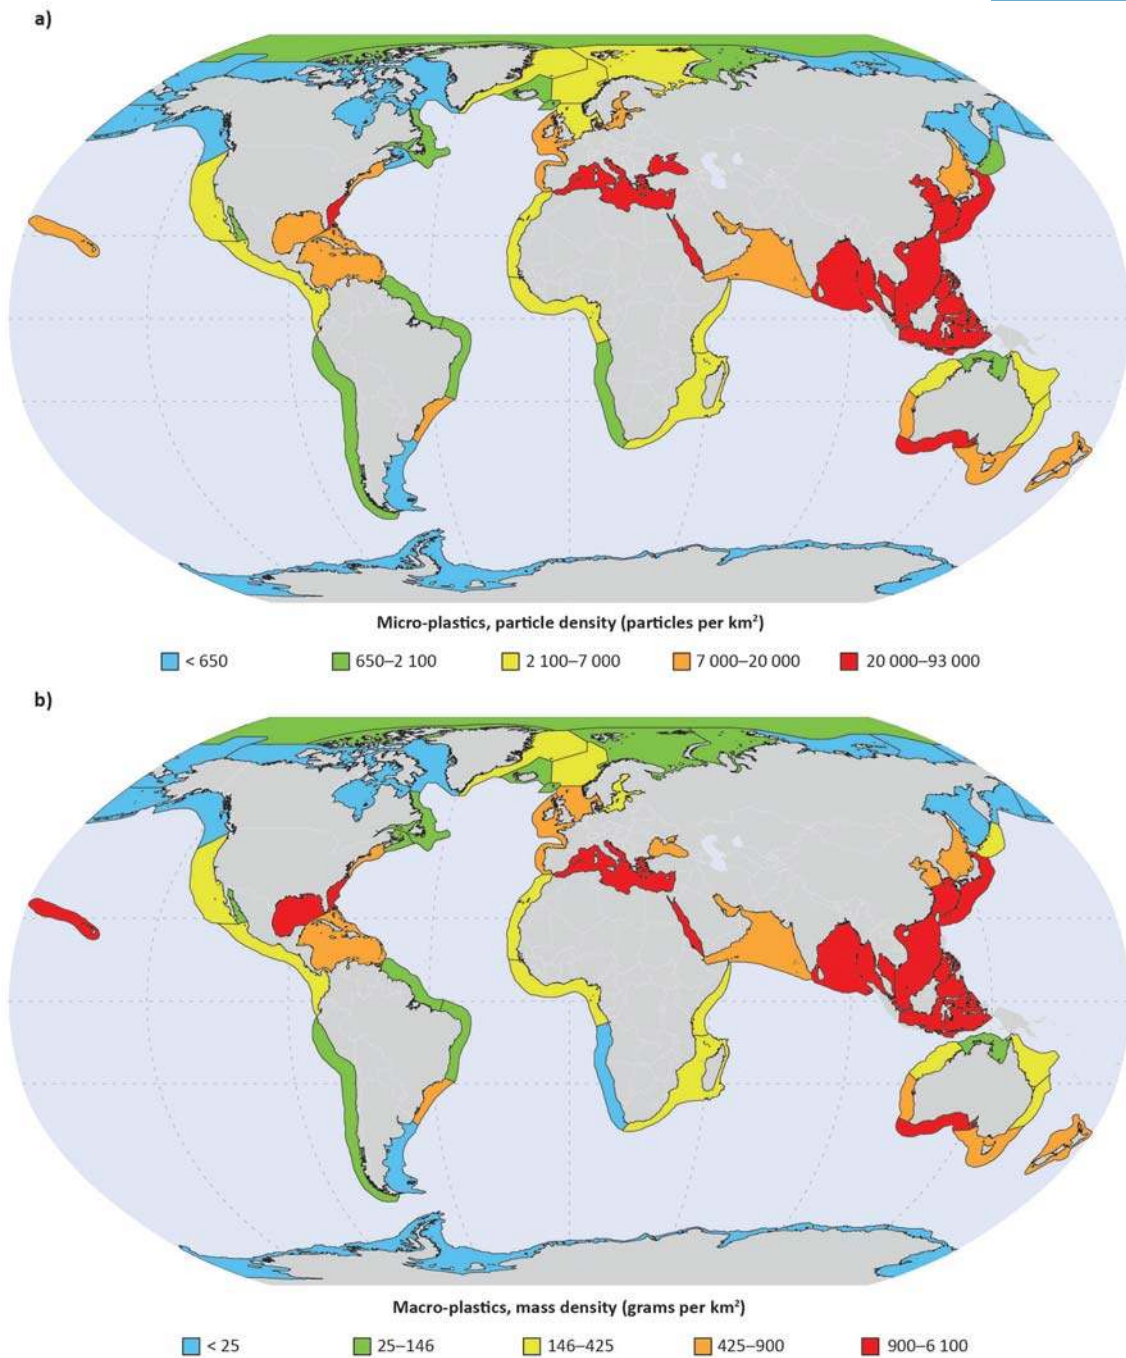 a)
Micro-plastics, particle density (particles per km²)
< 650 650–2 100 2 100–7 000 7 000–20 000 20 000–93 000
b)
Macro-plastics, mass density (grams per km²)
< 25 25–146 146–425 425–900 900–6 100